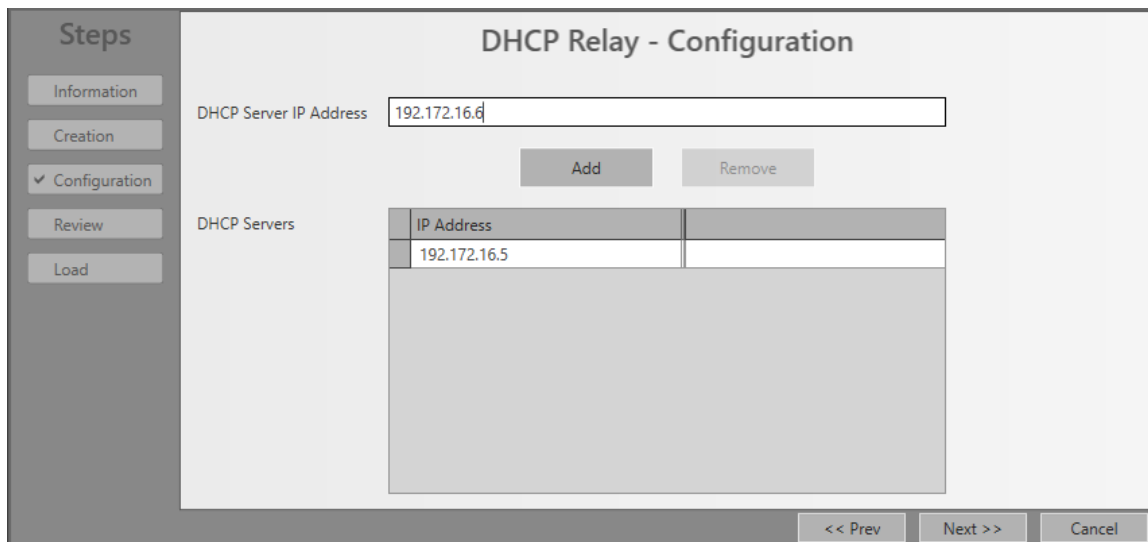 Steps
Information
Creation
✓ Configuration
Review
Load
DHCP Relay - Configuration
DHCP Server IP Address
192.172.16.6
Add
Remove
DHCP Servers
IP Address
192.172.16.5
<< Prev
Next >>
Cancel